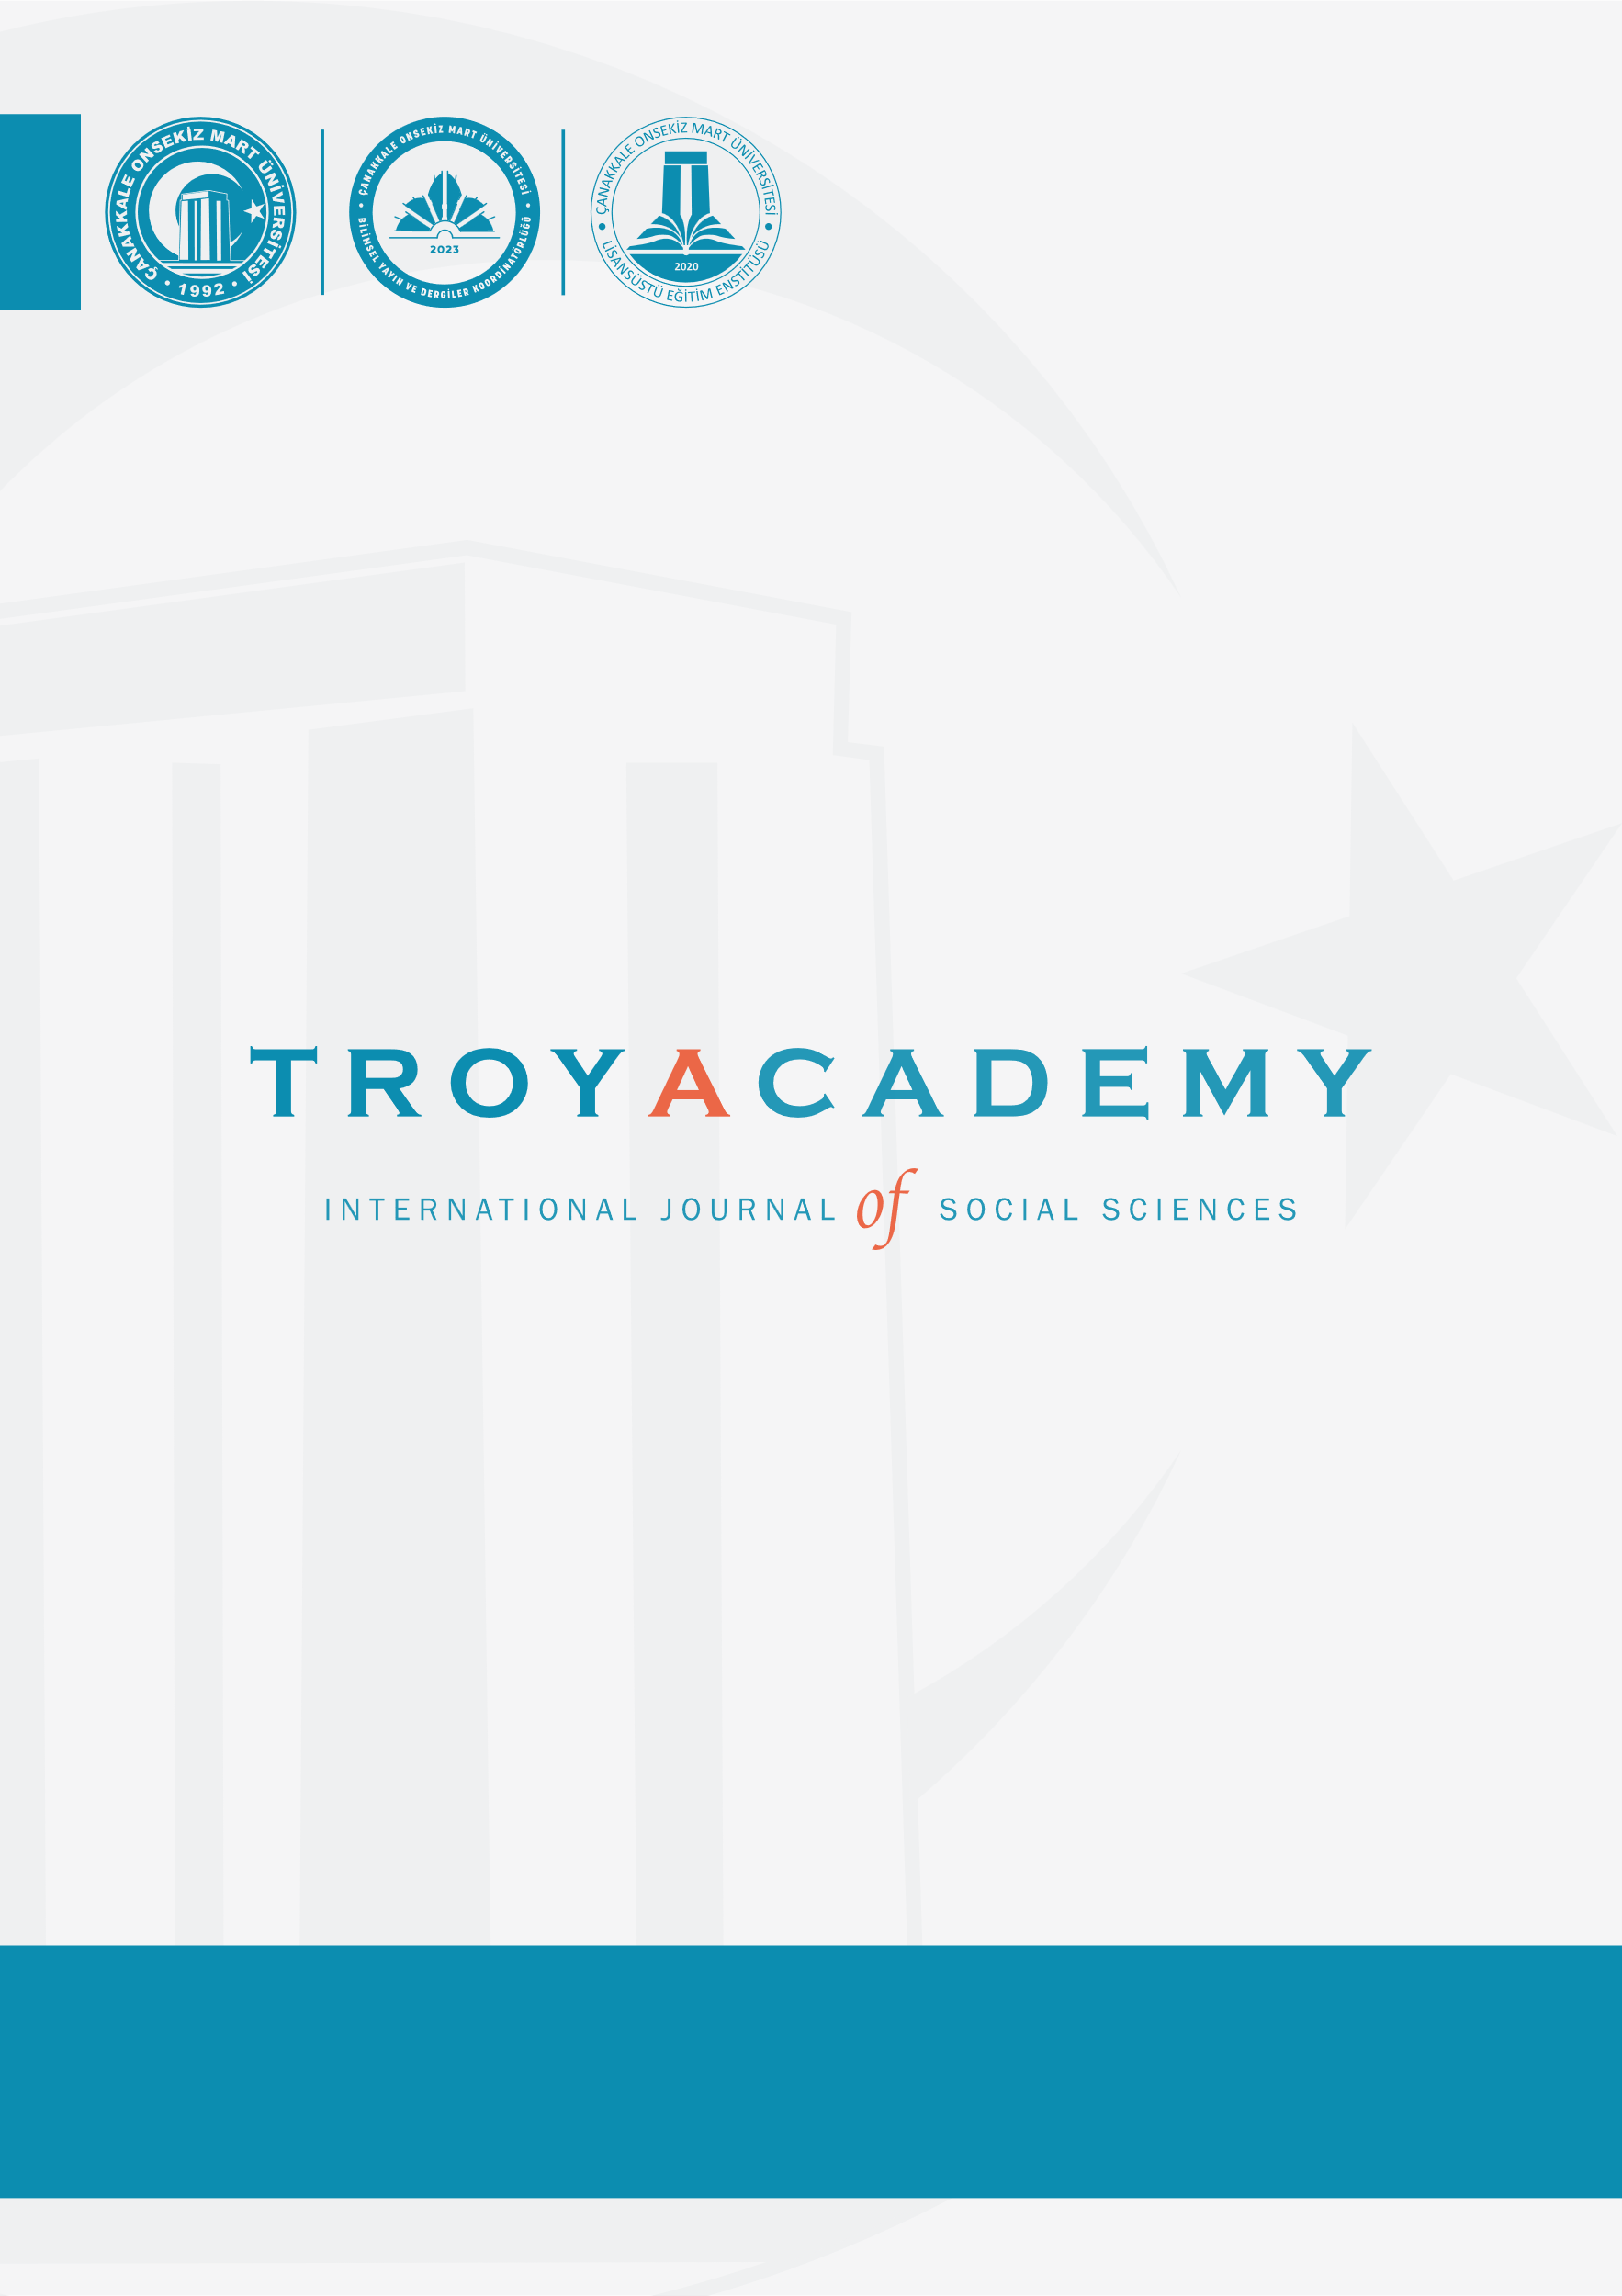 ÇANAKKALE ONSEKİZ MART ÜNİVERSİTESİ
• 1992 •
• ÇANAKKALE ONSEKİZ MART ÜNİVERSİTESİ •
BİLİMSEL YAYIN VE DERGİLER KOORDİNATÖRLÜĞÜ
2023
• ÇANAKKALE ONSEKİZ MART ÜNİVERSİTESİ •
LİSANSÜSTÜ EĞİTİM ENSTİTÜSÜ
2020
TROYACADEMY
INTERNATIONAL JOURNAL of SOCIAL SCIENCES